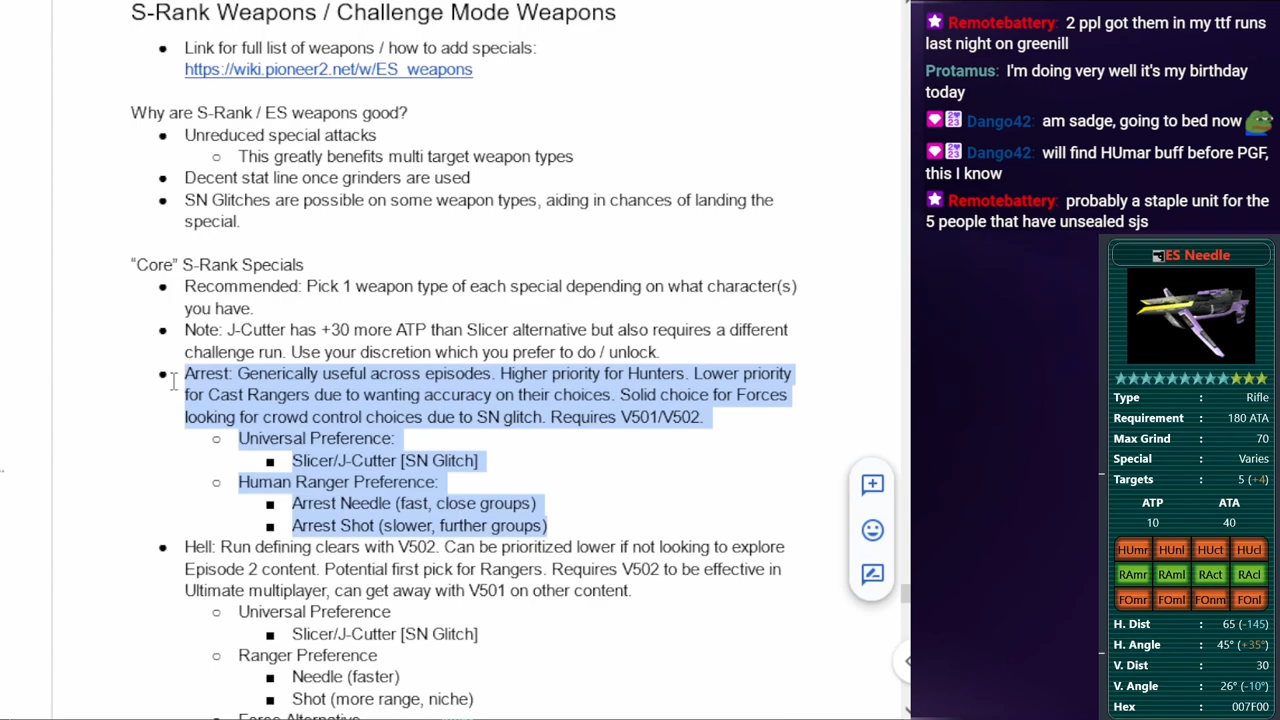 S-Rank Weapons / Challenge Mode Weapons
Link for full list of weapons / how to add specials:
https://wiki.pioneer2.net/w/ES_weapons
Why are S-Rank / ES weapons good?
Unreduced special attacks
This greatly benefits multi target weapon types
Decent stat line once grinders are used
SN Glitches are possible on some weapon types, aiding in chances of landing the
special.
“Core” S-Rank Specials
Recommended: Pick 1 weapon type of each special depending on what character(s)
you have.
Note: J-Cutter has +30 more ATP than Slicer alternative but also requires a different
challenge run. Use your discretion which you prefer to do / unlock.
Arrest: Generically useful across episodes. Higher priority for Hunters. Lower priority
for Cast Rangers due to wanting accuracy on their choices. Solid choice for Forces
looking for crowd control choices due to SN glitch. Requires V501/V502.
Universal Preference:
Slicer/J-Cutter [SN Glitch]
Human Ranger Preference:
Arrest Needle (fast, close groups)
Arrest Shot (slower, further groups)
Hell: Run defining clears with V502. Can be prioritized lower if not looking to explore
Episode 2 content. Potential first pick for Rangers. Requires V502 to be effective in
Ultimate multiplayer, can get away with V501 on other content.
Universal Preference
Slicer/J-Cutter [SN Glitch]
Ranger Preference
Needle (faster)
Shot (more range, niche)
Force Alternative
Remotebattery: 2 ppl got them in my ttf runs
last night on greenill
Protamus: I'm doing very well it's my birthday
today
Dango42: am sadge, going to bed now
Dango42: will find HUmar buff before PGF,
this I know
Remotebattery: probably a staple unit for the
5 people that have unsealed sjs
ES Needle
Type : Rifle
Requirement : 180 ATA
Max Grind : 70
Special : Varies
Targets : 5 (+4)
ATP ATA
10 40
HUmr HUnl HUct HUcl
RAmr RAml RAct RAcl
FOmr FOml FOnm FOnl
H. Dist : 65 (-145)
H. Angle : 45° (+35°)
V. Dist : 30
V. Angle : 26° (-10°)
Hex : 007F00